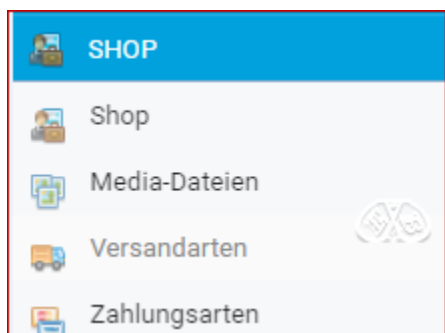 SHOP
Shop
Media-Dateien
Versandarten
Zahlungsarten